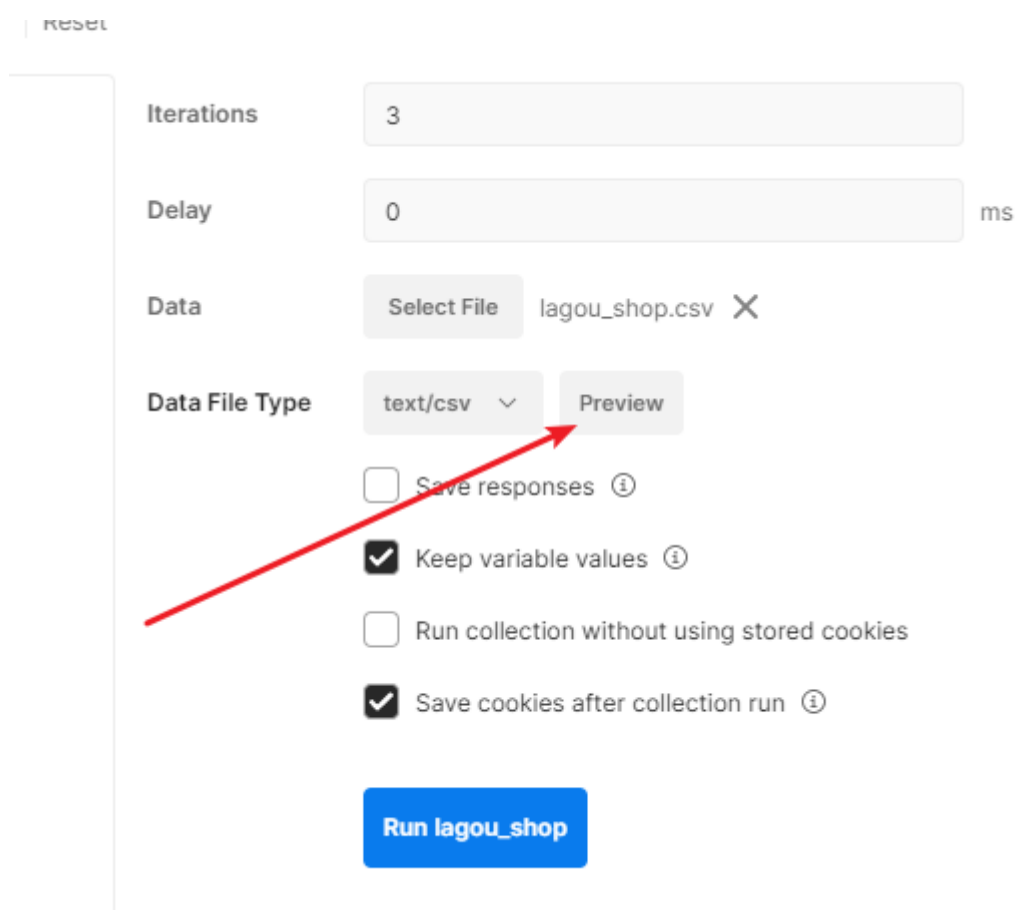 Reset
Iterations 3
Delay 0 ms
Data Select File lagou_shop.csv
Data File Type text/csv Preview
Save responses
Keep variable values
Run collection without using stored cookies
Save cookies after collection run
Run lagou_shop